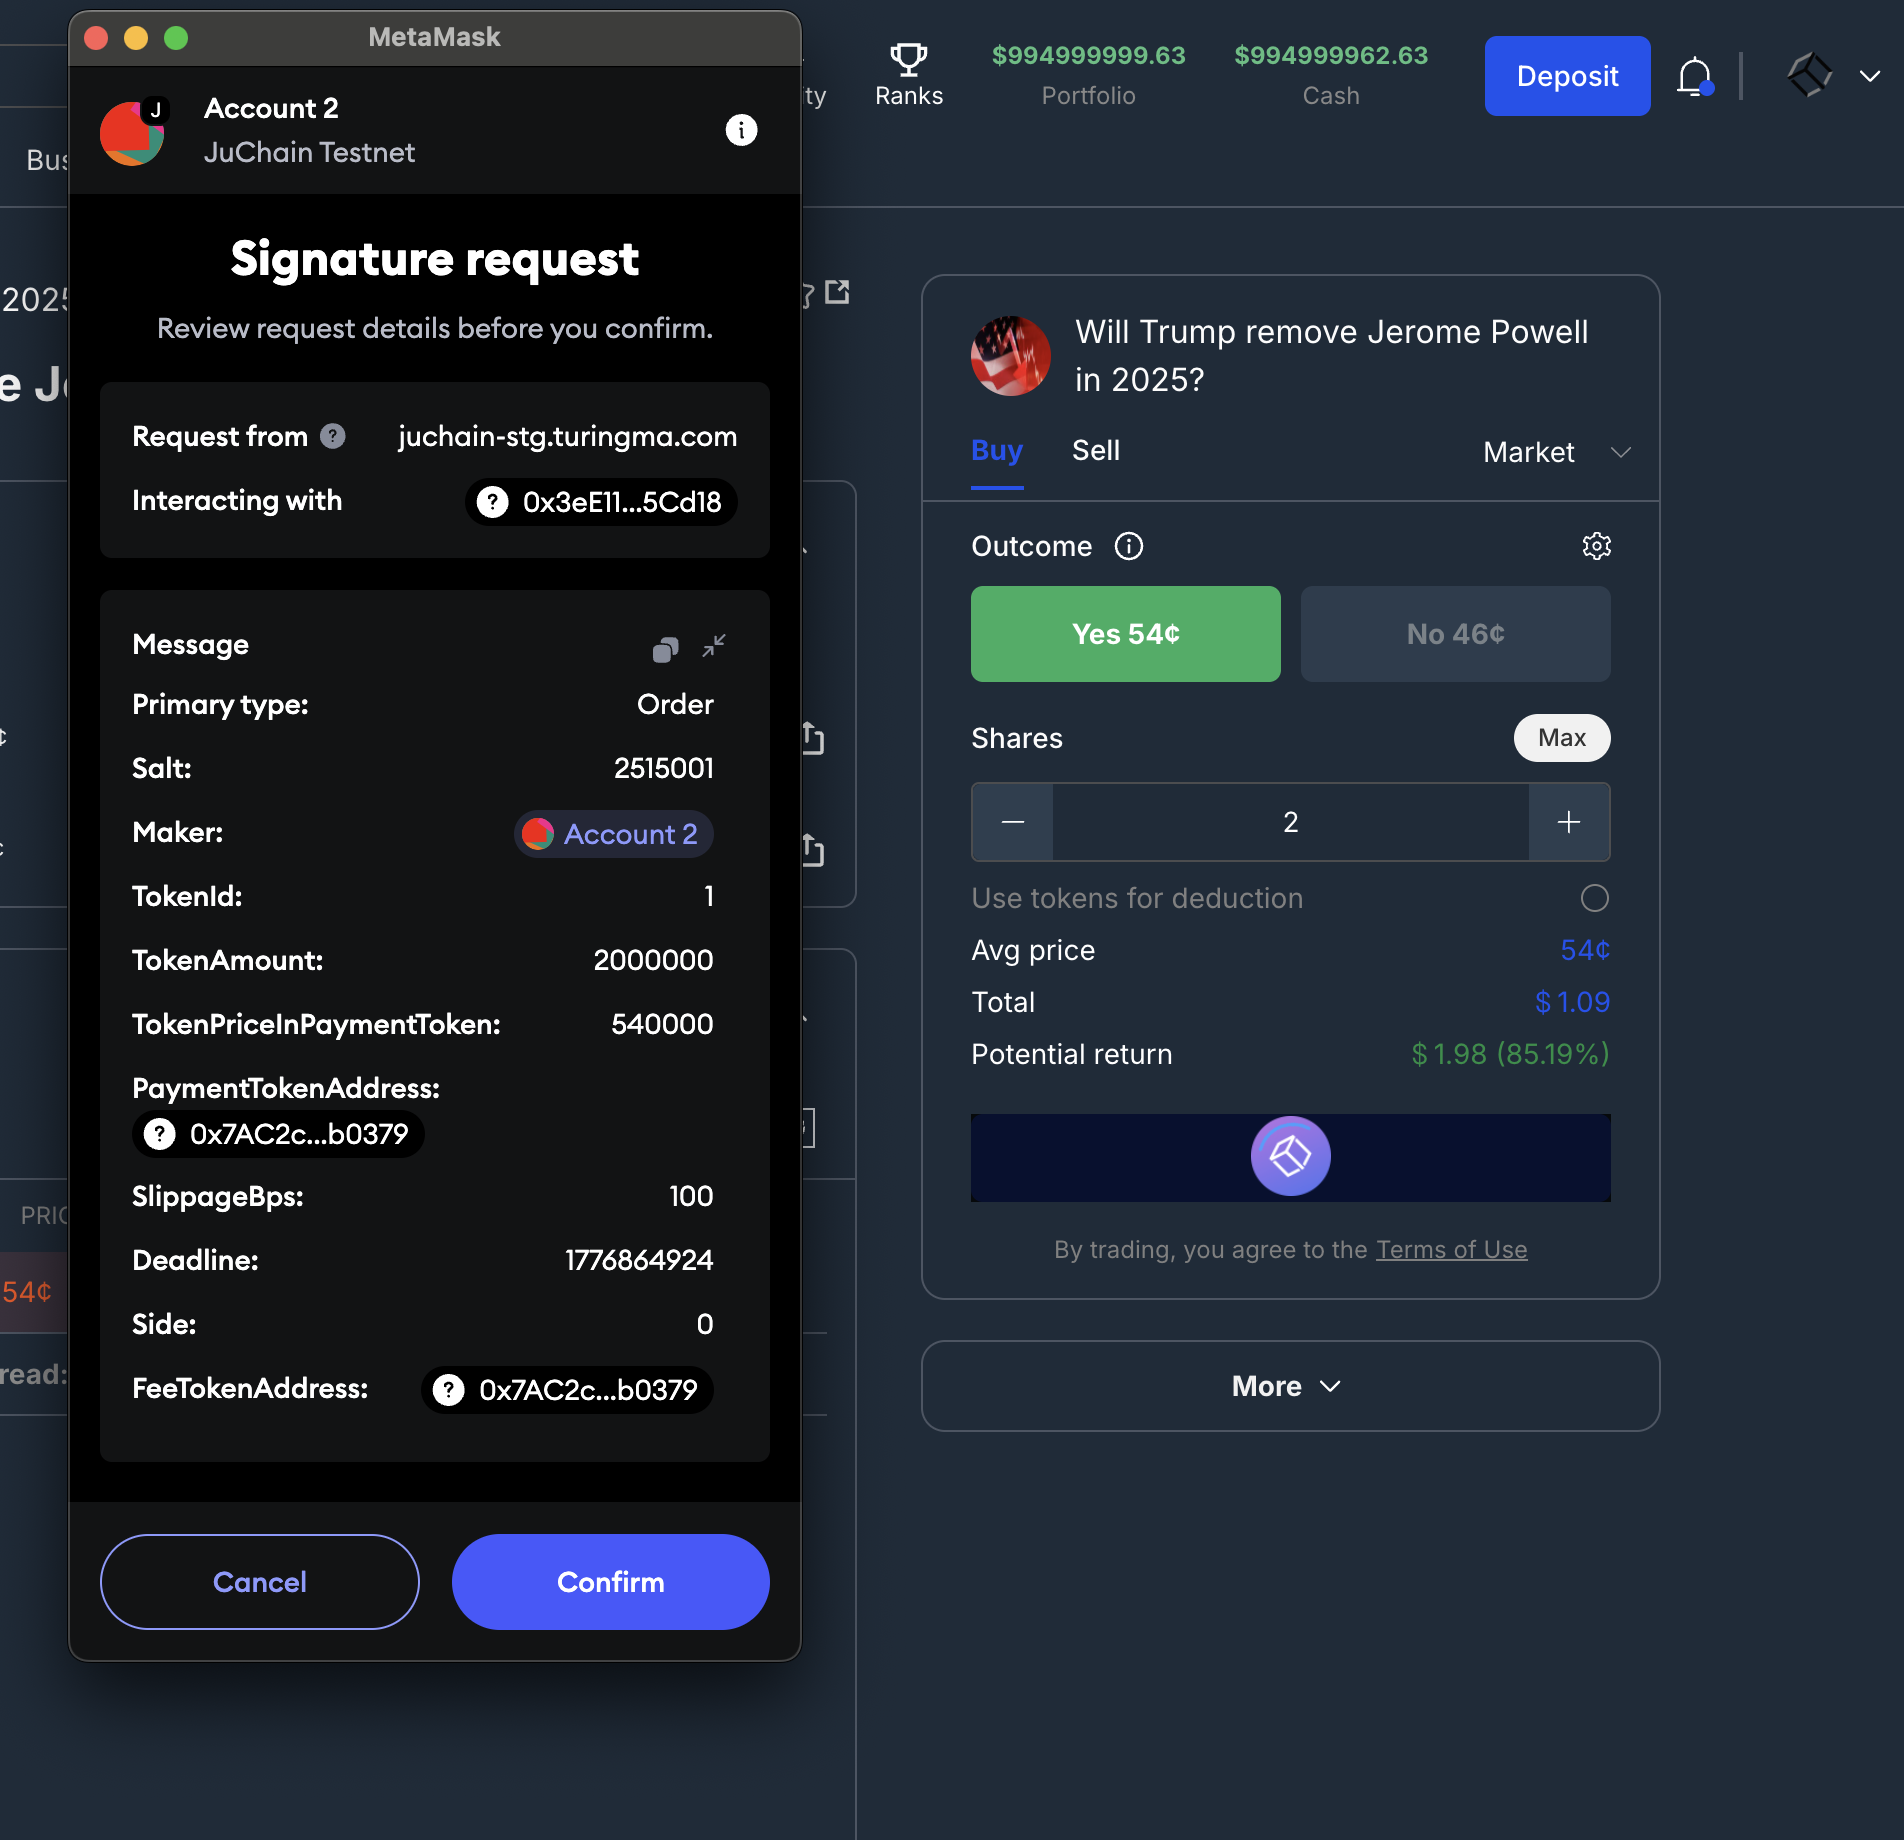 MetaMask
Account 2
J
JuChain Testnet
Signature request
Review request details before you confirm.
Request from ? juchain-stg.turingma.com
Interacting with ? 0x3eE11...5Cd18
Message
Primary type: Order
Salt: 2515001
Maker: Account 2
TokenId: 1
TokenAmount: 2000000
TokenPriceInPaymentToken: 540000
PaymentTokenAddress:
? 0x7AC2c...b0379
SlippageBps: 100
Deadline: 1776864924
Side: 0
FeeTokenAddress: ? 0x7AC2c...b0379
Cancel Confirm
Ranks
$994999999.63
Portfolio
$994999962.63
Cash
Deposit
2025
54¢
Will Trump remove Jerome Powell
in 2025?
Buy Sell Market
Outcome
Yes 54¢ No 46¢
Shares Max
− 2 +
Use tokens for deduction
Avg price 54¢
Total $ 1.09
Potential return $ 1.98 (85.19%)
By trading, you agree to the Terms of Use
More